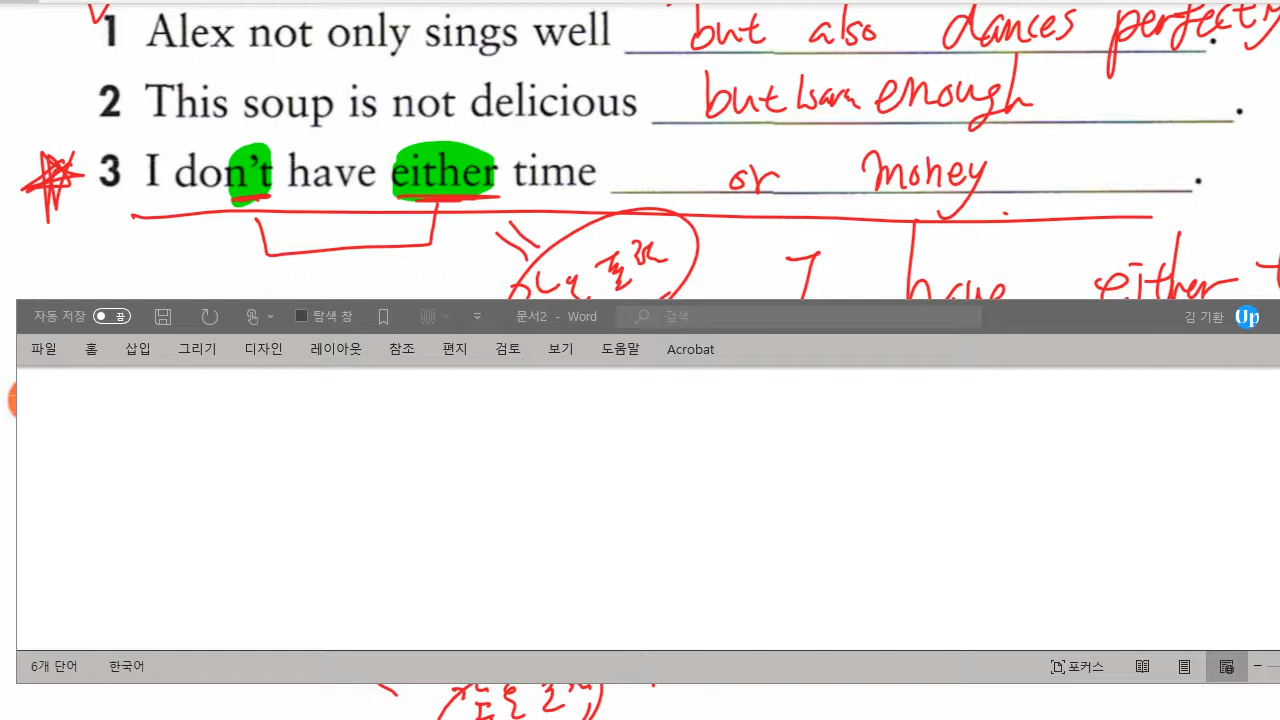 1 Alex not only sings well but also dances perfectly.
2 This soup is not delicious but warm enough.
3 I don't have either time or money.
I have either
자동 저장 끔 탐색 창 문서2 - Word 검색 김 기환 Up
파일 홈 삽입 그리기 디자인 레이아웃 참조 편지 검토 보기 도움말 Acrobat
6개 단어 한국어 포커스